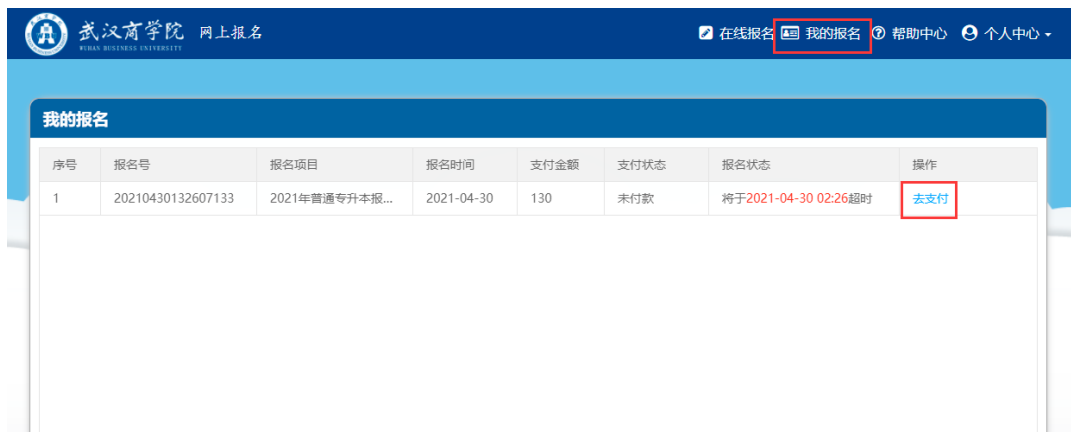 武汉商学院 网上报名 在线报名 我的报名 帮助中心 个人中心
WUHAN BUSINESS UNIVERSITY
我的报名
序号 报名号 报名项目 报名时间 支付金额 支付状态 报名状态 操作
1 20210430132607133 2021年普通专升本报... 2021-04-30 130 未付款 将于2021-04-30 02:26超时 去支付